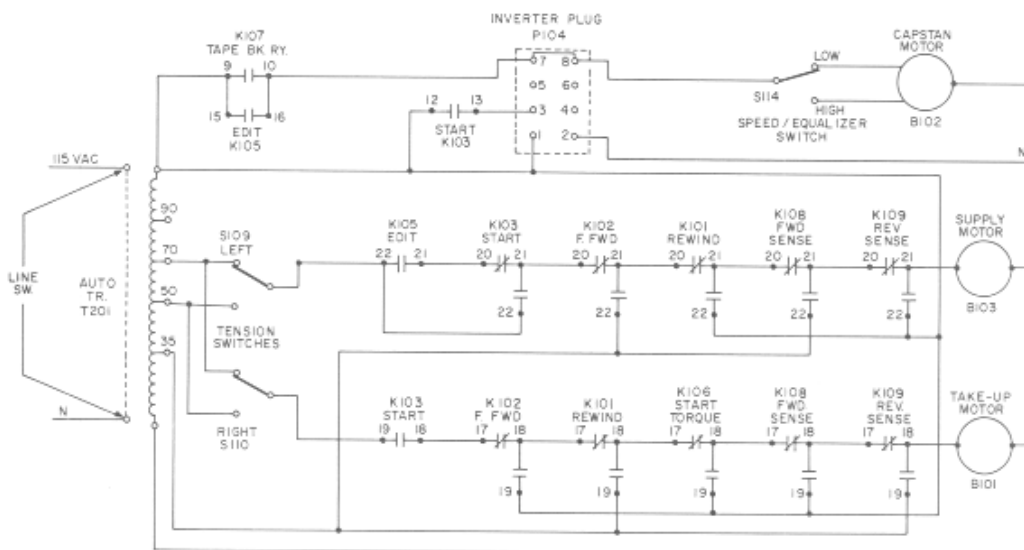 INVERTER PLUG
P104
K107
TAPE BK RY.
9 10
15 16
EDIT
K105
12 13
START
K103
7 8
5 6
3 4
1 2
LOW
S114
HIGH
SPEED/EQUALIZER
SWITCH
CAPSTAN
MOTOR
B102
N
115 VAC
LINE
SW.
N
AUTO
TR.
T201
90
70
50
35
S109
LEFT
TENSION
SWITCHES
RIGHT
S110
K105
EDIT
22 21
K103
START
20 21
22
K102
F. FWD
20 21
22
K101
REWIND
20 21
22
K108
FWD
SENSE
20 21
22
K109
REV
SENSE
20 21
22
SUPPLY
MOTOR
B103
K103
START
19 18
K102
F. FWD
17 18
19
K101
REWIND
17 18
19
K106
START
TORQUE
17 18
19
K108
FWD
SENSE
17 18
19
K109
REV.
SENSE
17 18
19
TAKE-UP
MOTOR
B101